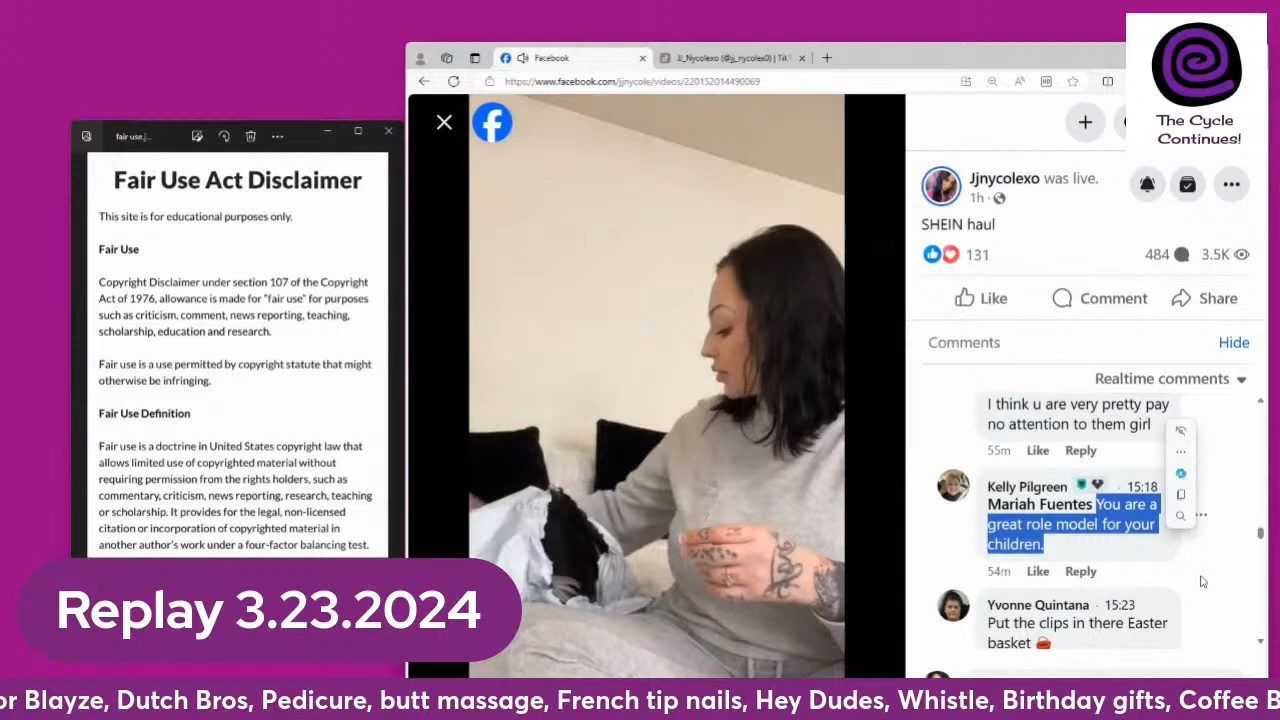 The Cycle
Continues!
Facebook
JJ_Nycolexo (@jj_nycolex0) | Tik
https://www.facebook.com/jjnycole/videos/220152014490069
fair use.j...
Fair Use Act Disclaimer
This site is for educational purposes only.
Fair Use
Copyright Disclaimer under section 107 of the Copyright
Act of 1976, allowance is made for "fair use" for purposes
such as criticism, comment, news reporting, teaching,
scholarship, education and research.
Fair use is a use permitted by copyright statute that might
otherwise be infringing.
Fair Use Definition
Fair use is a doctrine in United States copyright law that
allows limited use of copyrighted material without
requiring permission from the rights holders, such as
commentary, criticism, news reporting, research, teaching
or scholarship. It provides for the legal, non-licensed
citation or incorporation of copyrighted material in
another author's work under a four-factor balancing test.
Jjnycolexo was live.
1h ·
SHEIN haul
131
484
3.5K
Like
Comment
Share
Comments
Hide
Realtime comments
I think u are very pretty pay
no attention to them girl
55m Like Reply
Kelly Pilgreen · 15:18
Mariah Fuentes You are a
great role model for your
children.
54m Like Reply
Yvonne Quintana · 15:23
Put the clips in there Easter
basket
Replay 3.23.2024
or Blayze, Dutch Bros, Pedicure, butt massage, French tip nails, Hey Dudes, Whistle, Birthday gifts, Coffee B